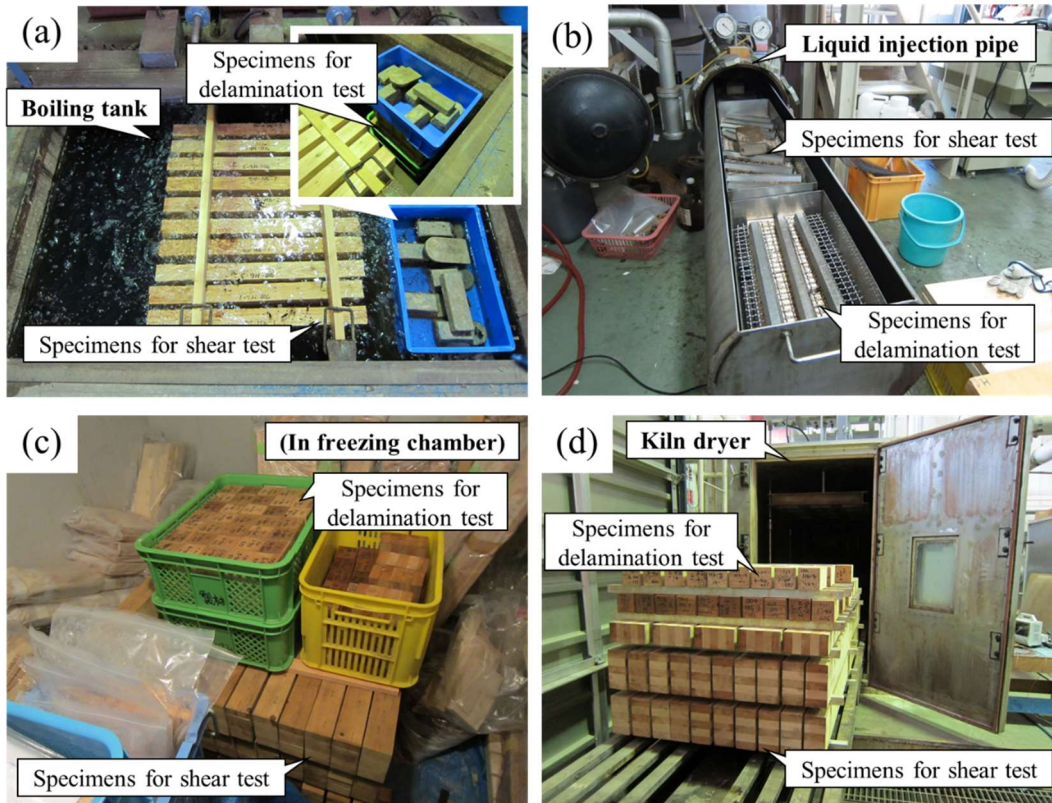 (a)
Specimens for
delamination test
Boiling tank
Specimens for shear test
(b)
Liquid injection pipe
Specimens for shear test
Specimens for
delamination test
(c)
(In freezing chamber)
Specimens for
delamination test
Specimens for shear test
(d)
Kiln dryer
Specimens for
delamination test
Specimens for shear test